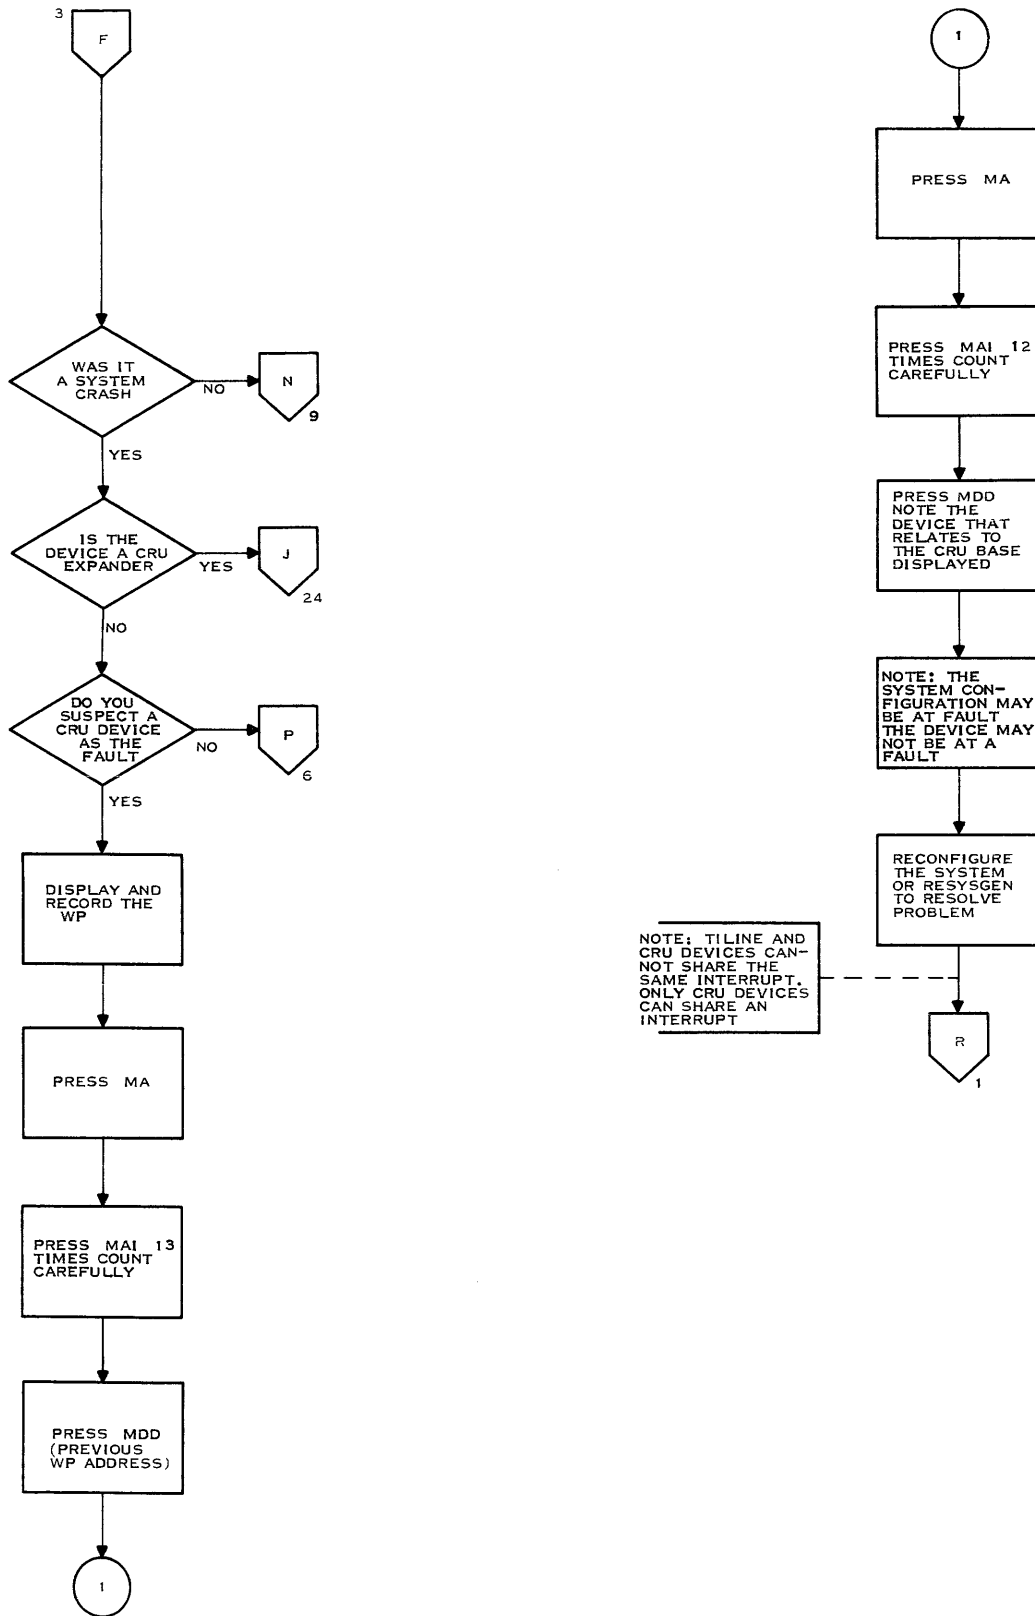 3
F
WAS IT
A SYSTEM
CRASH
NO
N
9
YES
IS THE
DEVICE A CRU
EXPANDER
YES
J
24
NO
DO YOU
SUSPECT A
CRU DEVICE
AS THE
FAULT
NO
P
6
YES
DISPLAY AND
RECORD THE
WP
PRESS MA
PRESS MAI 13
TIMES COUNT
CAREFULLY
PRESS MDD
(PREVIOUS
WP ADDRESS)
1
1
PRESS MA
PRESS MAI 12
TIMES COUNT
CAREFULLY
PRESS MDD
NOTE THE
DEVICE THAT
RELATES TO
THE CRU BASE
DISPLAYED
NOTE: THE
SYSTEM CON-
FIGURATION MAY
BE AT FAULT
THE DEVICE MAY
NOT BE AT A
FAULT
RECONFIGURE
THE SYSTEM
OR RESYSGEN
TO RESOLVE
PROBLEM
NOTE: TILINE AND
CRU DEVICES CAN-
NOT SHARE THE
SAME INTERRUPT.
ONLY CRU DEVICES
CAN SHARE AN
INTERRUPT
R
1